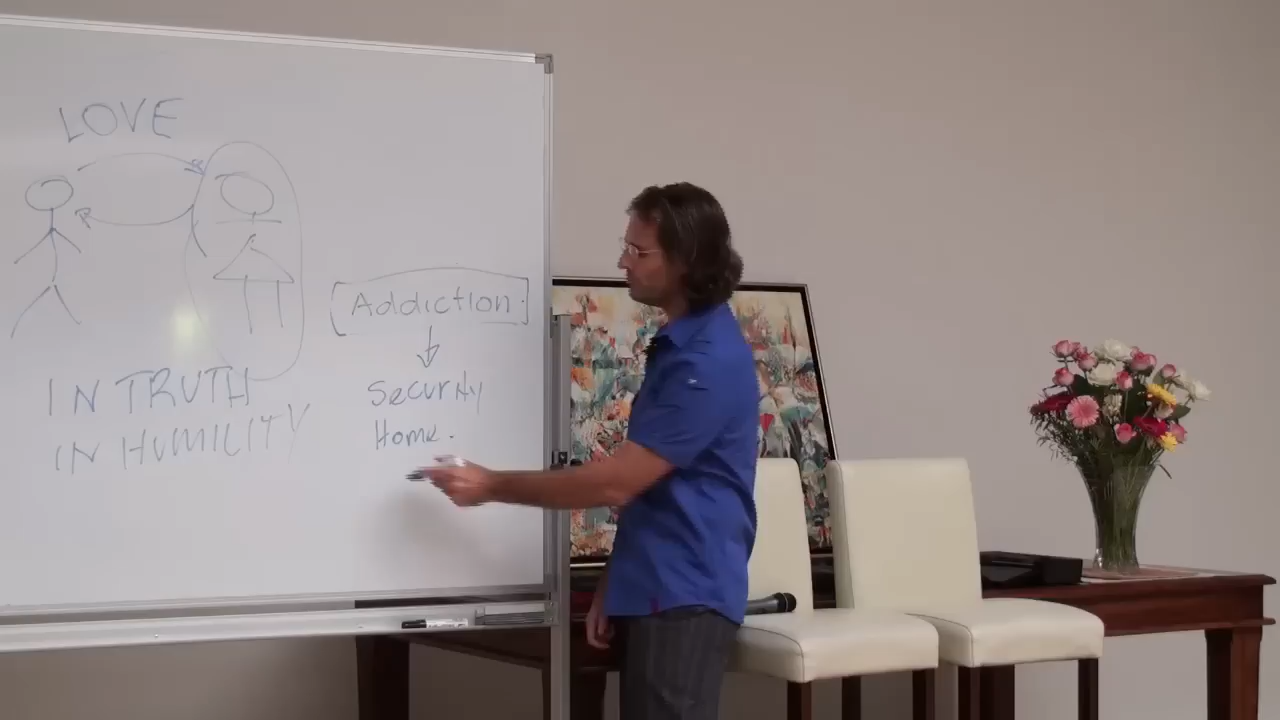 LOVE
IN TRUTH
IN HUMILITY
Addiction.
Security
Home.